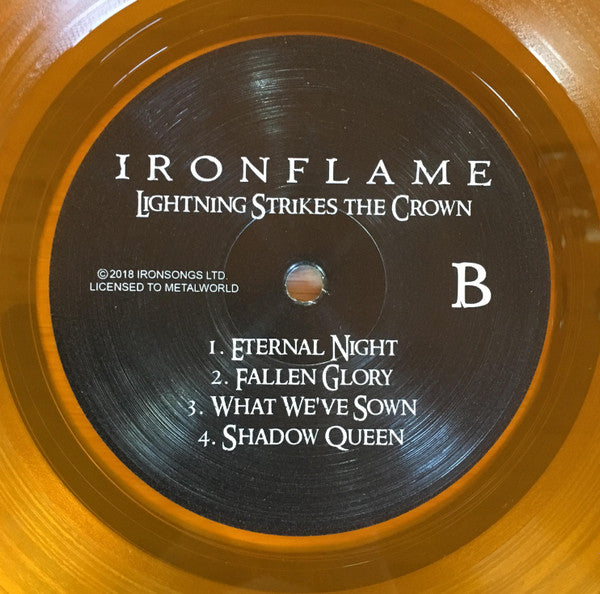 IRONFLAME
LIGHTNING STRIKES THE CROWN
©2018 IRONSONGS LTD.
LICENSED TO METALWORLD
B
1. ETERNAL NIGHT
2. FALLEN GLORY
3. WHAT WE'VE SOWN
4. SHADOW QUEEN